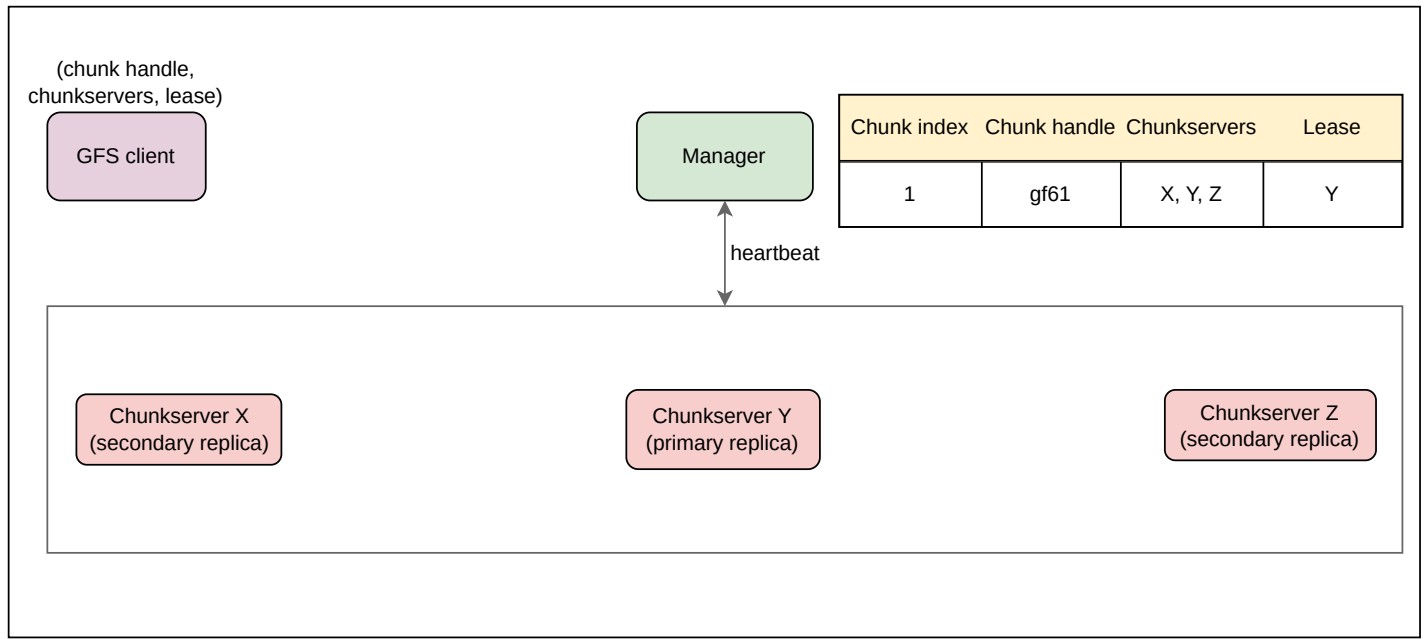 (chunk handle,
chunkservers, lease)
GFS client
Manager
Chunk index Chunk handle Chunkservers Lease
1 gf61 X, Y, Z Y
heartbeat
Chunkserver X
(secondary replica)
Chunkserver Y
(primary replica)
Chunkserver Z
(secondary replica)